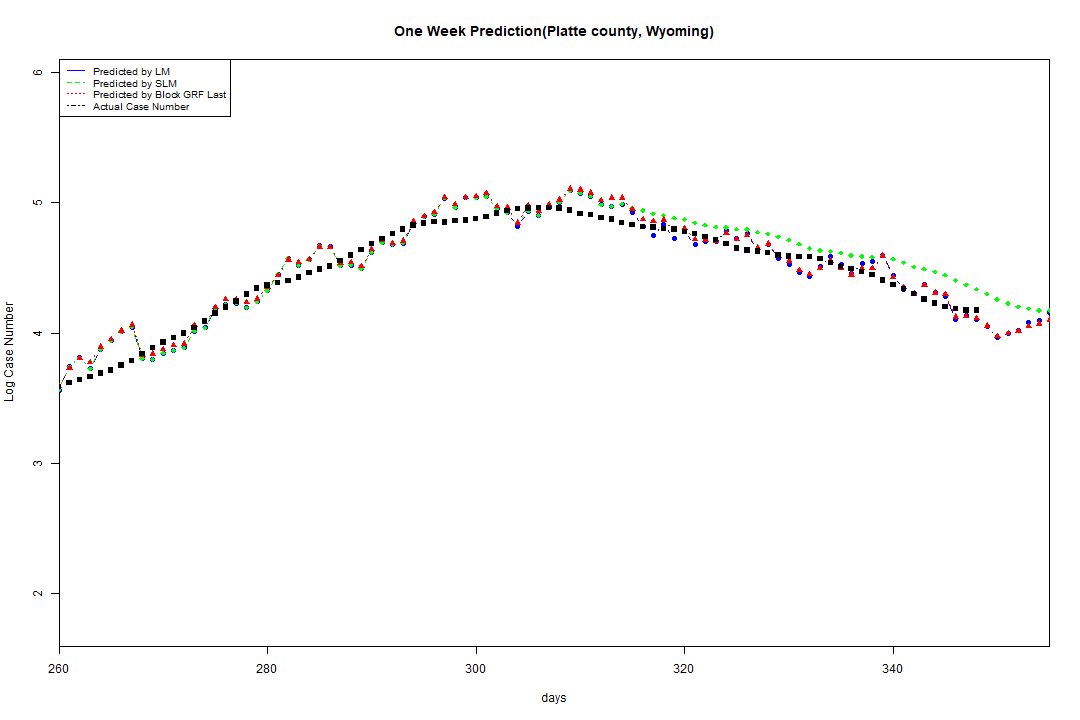 One Week Prediction(Platte county, Wyoming)
6
Predicted by LM
Predicted by SLM
Predicted by Block GRF Last
Actual Case Number
5
4
3
2
Log Case Number
260
280
300
320
340
days